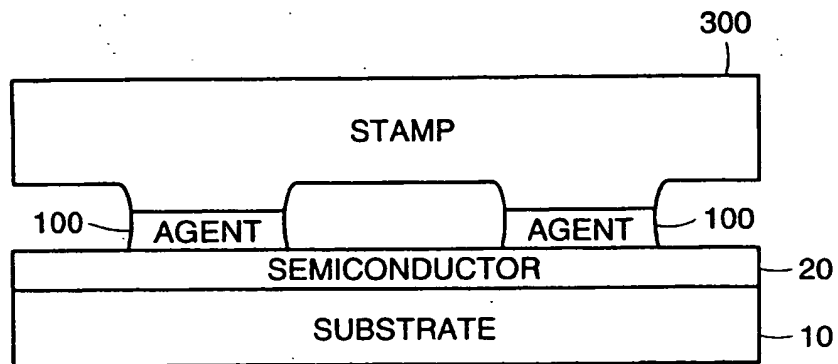 300
STAMP
100 AGENT AGENT 100
SEMICONDUCTOR 20
SUBSTRATE 10